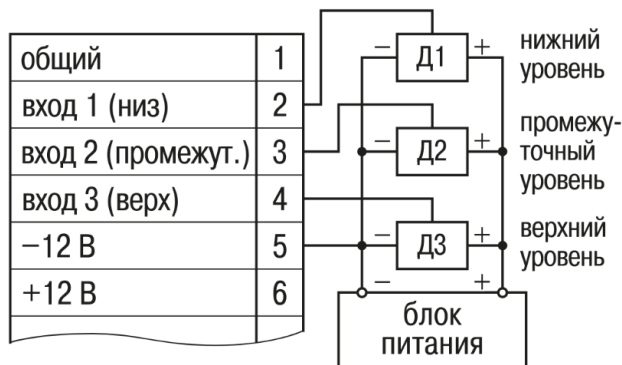 общий 1
вход 1 (низ) 2
вход 2 (промежут.) 3
вход 3 (верх) 4
−12 В 5
+12 В 6
− Д1 +
нижний
уровень
− Д2 +
промежу-
точный
уровень
− Д3 +
верхний
уровень
− +
блок
питания